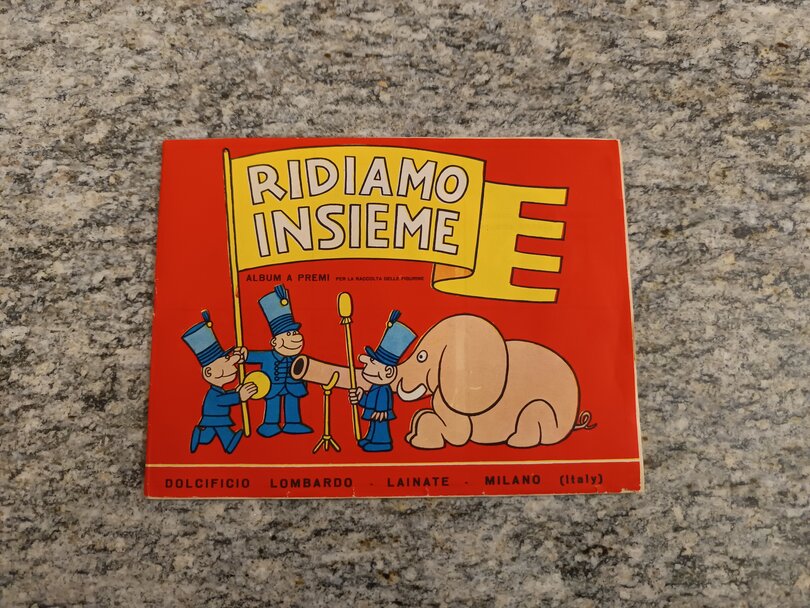 RIDIAMO
INSIEME
ALBUM A PREMI PER LA RACCOLTA DELLE FIGURINE
DOLCIFICIO LOMBARDO - LAINATE - MILANO (Italy)